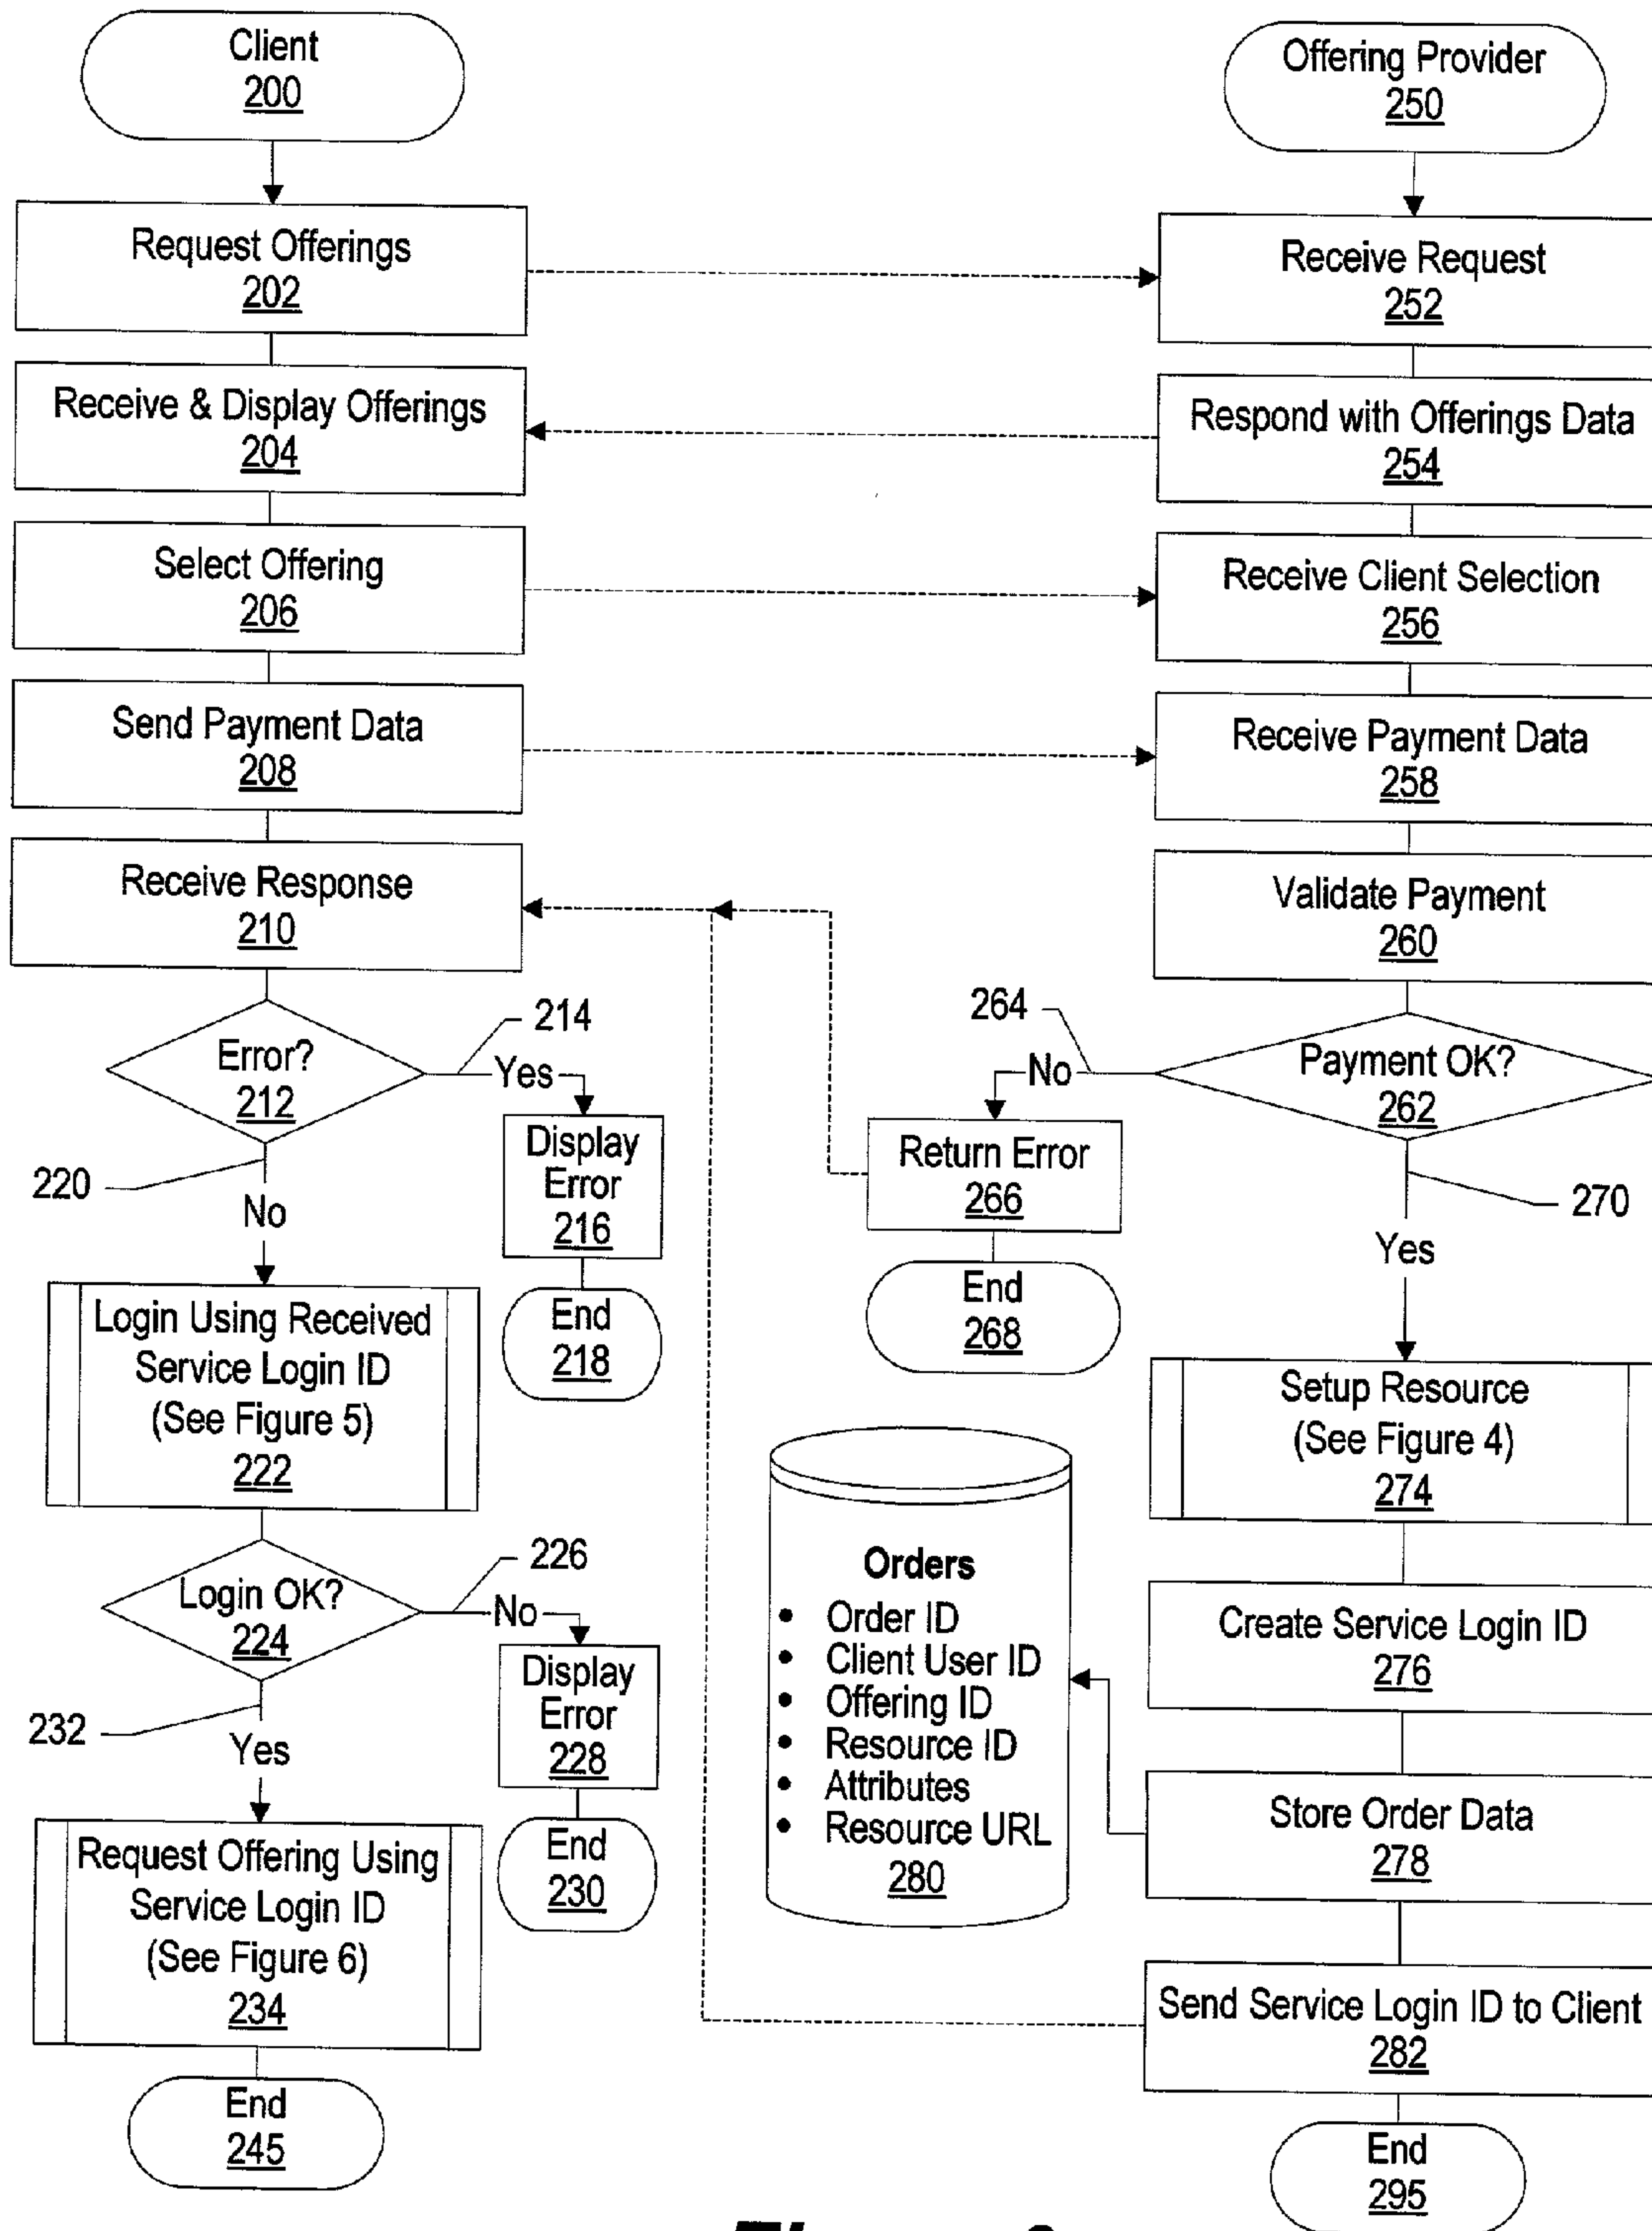 Client
200
Request Offerings
202
Receive & Display Offerings
204
Select Offering
206
Send Payment Data
208
Receive Response
210
Error?
212
214
Yes
Display
Error
216
End
218
220
No
Login Using Received
Service Login ID
(See Figure 5)
222
Login OK?
224
226
No
Display
Error
228
End
230
232
Yes
Request Offering Using
Service Login ID
(See Figure 6)
234
End
245
Offering Provider
250
Receive Request
252
Respond with Offerings Data
254
Receive Client Selection
256
Receive Payment Data
258
Validate Payment
260
Payment OK?
262
264
No
Return Error
266
End
268
270
Yes
Setup Resource
(See Figure 4)
274
Create Service Login ID
276
Store Order Data
278
Orders
• Order ID
• Client User ID
• Offering ID
• Resource ID
• Attributes
• Resource URL
280
Send Service Login ID to Client
282
End
295